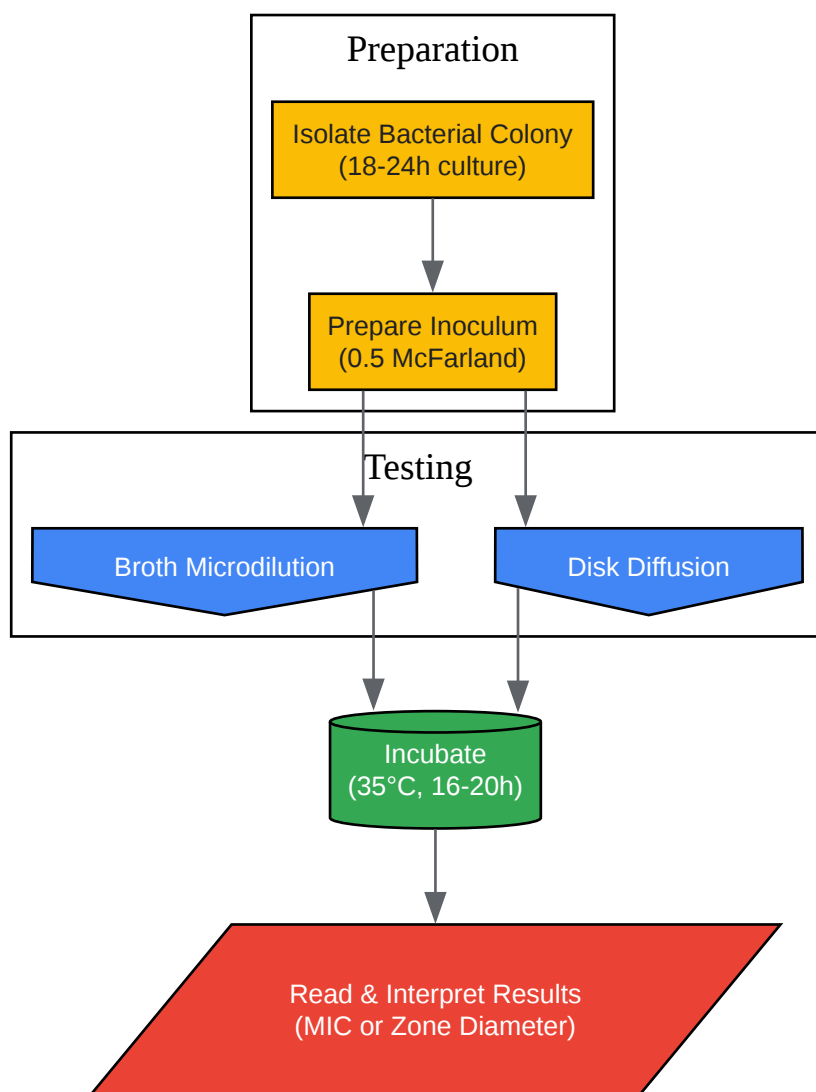 Preparation
Isolate Bacterial Colony
(18-24h culture)
Prepare Inoculum
(0.5 McFarland)
Testing
Broth Microdilution
Disk Diffusion
Incubate
(35°C, 16-20h)
Read & Interpret Results
(MIC or Zone Diameter)